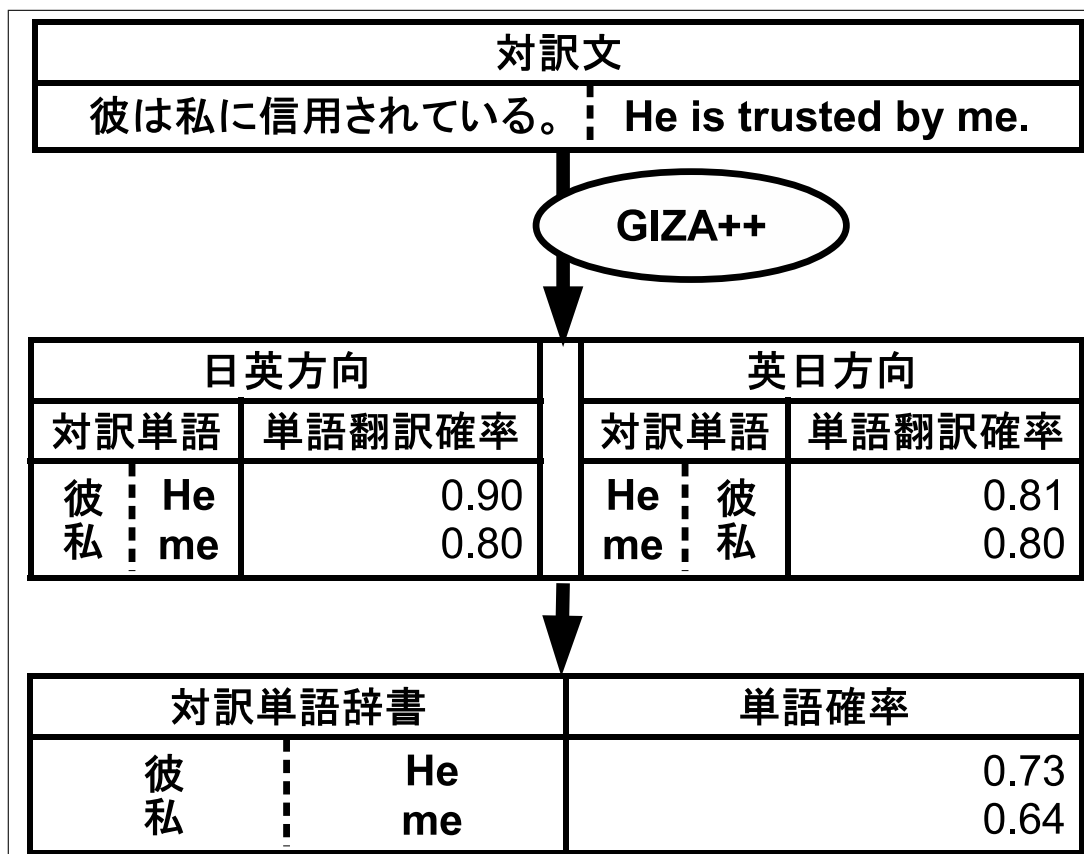 対訳文
彼は私に信用されている。 He is trusted by me.
GIZA++
日英方向 英日方向
対訳単語 単語翻訳確率 対訳単語 単語翻訳確率
彼 He 0.90 He 彼 0.81
私 me 0.80 me 私 0.80
対訳単語辞書 単語確率
彼 He 0.73
私 me 0.64